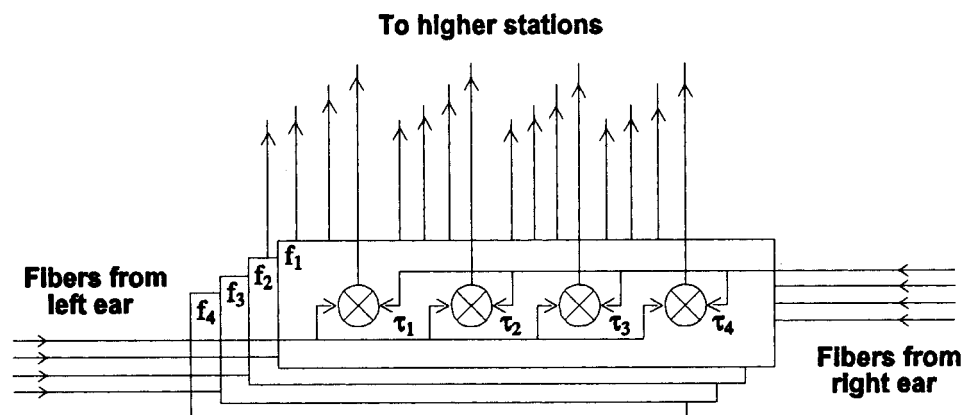 To higher stations
f₁
f₂
f₃
f₄
Fibers from
left ear
τ₁
τ₂
τ₃
τ₄
Fibers from
right ear